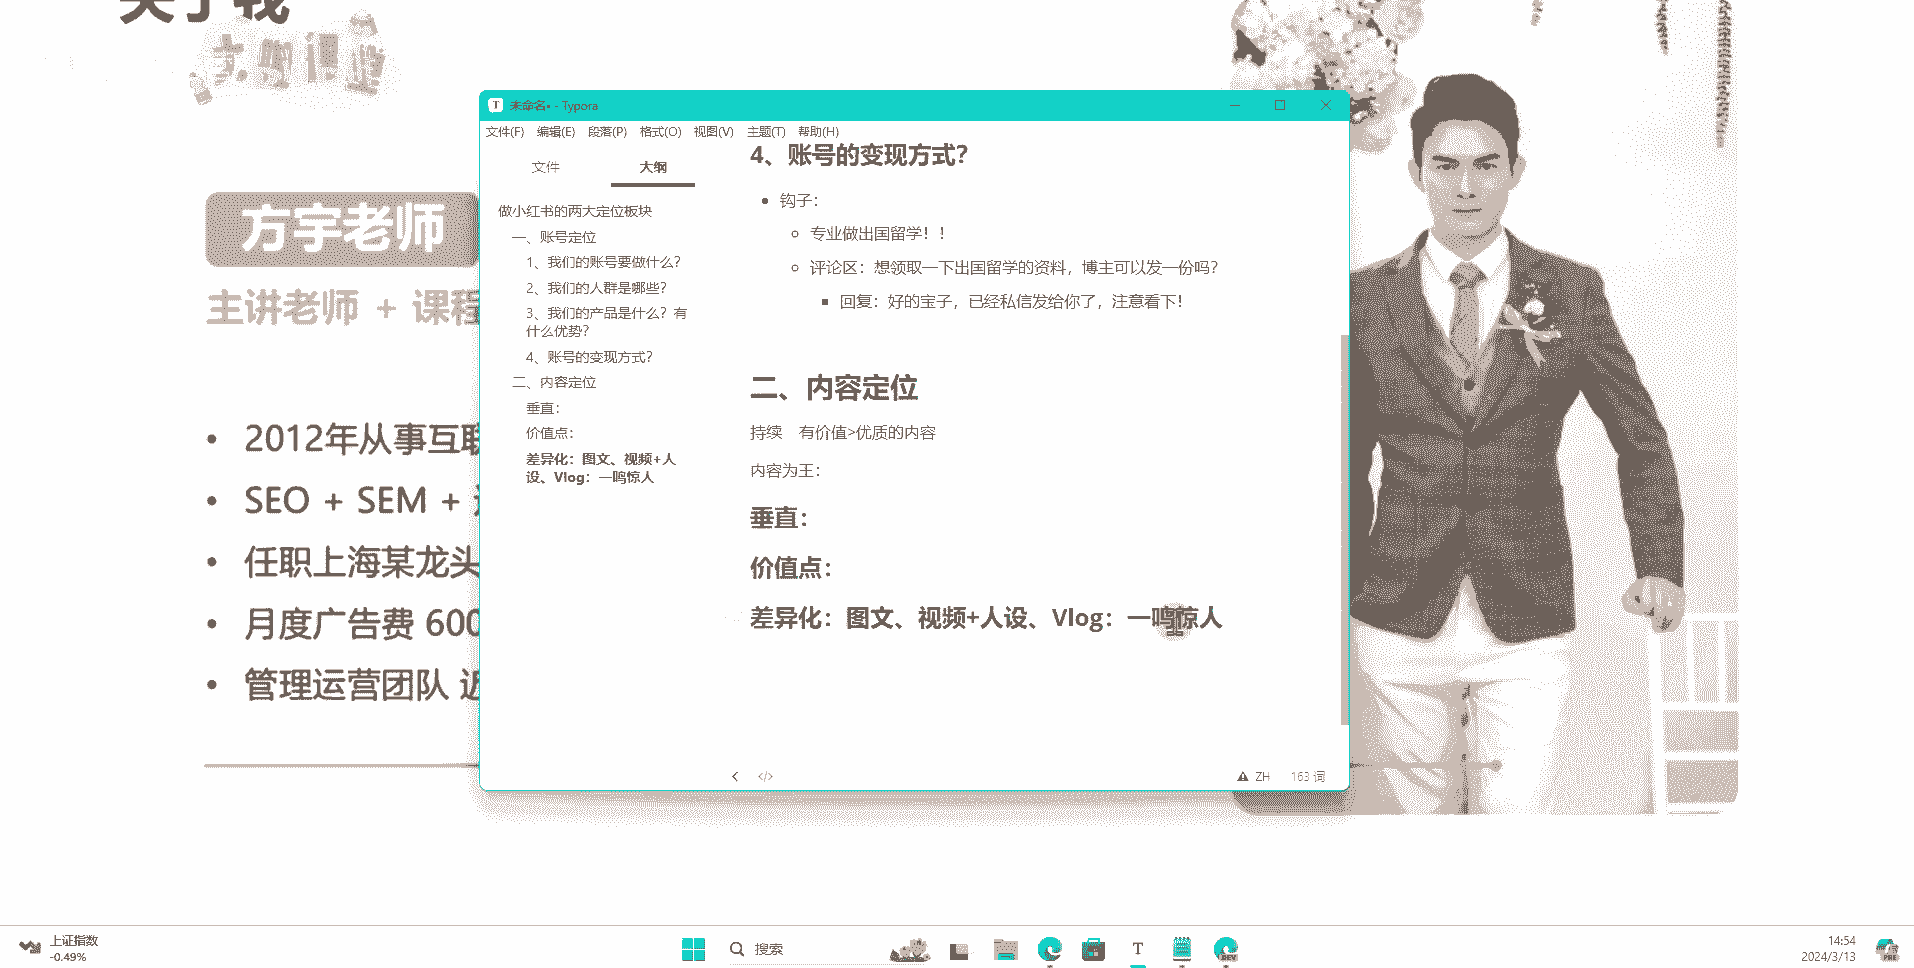 关于我
未命名• - Typora
文件(F) 编辑(E) 段落(P) 格式(O) 视图(V) 主题(T) 帮助(H)
文件 大纲
做小红书的两大定位板块
一、账号定位
1、我们的账号要做什么?
2、我们的人群是哪些?
3、我们的产品是什么? 有
什么优势?
4、账号的变现方式?
二、内容定位
垂直:
价值点:
差异化: 图文、视频+人
设、Vlog: 一鸣惊人
4、账号的变现方式?
钩子:
专业做出国留学! !
评论区: 想领取一下出国留学的资料, 博主可以发一份吗?
回复: 好的宝子, 已经私信发给你了, 注意看下!
二、内容定位
持续 有价值>优质的内容
内容为王:
垂直:
价值点:
差异化: 图文、视频+人设、Vlog: 一鸣惊人
ZH 163 词
方宇老师
主讲老师 + 课程
2012年从事互联
SEO + SEM +
任职上海某龙头
月度广告费 600
管理运营团队 近
上证指数
-0.49%
搜索
14:54
2024/3/13